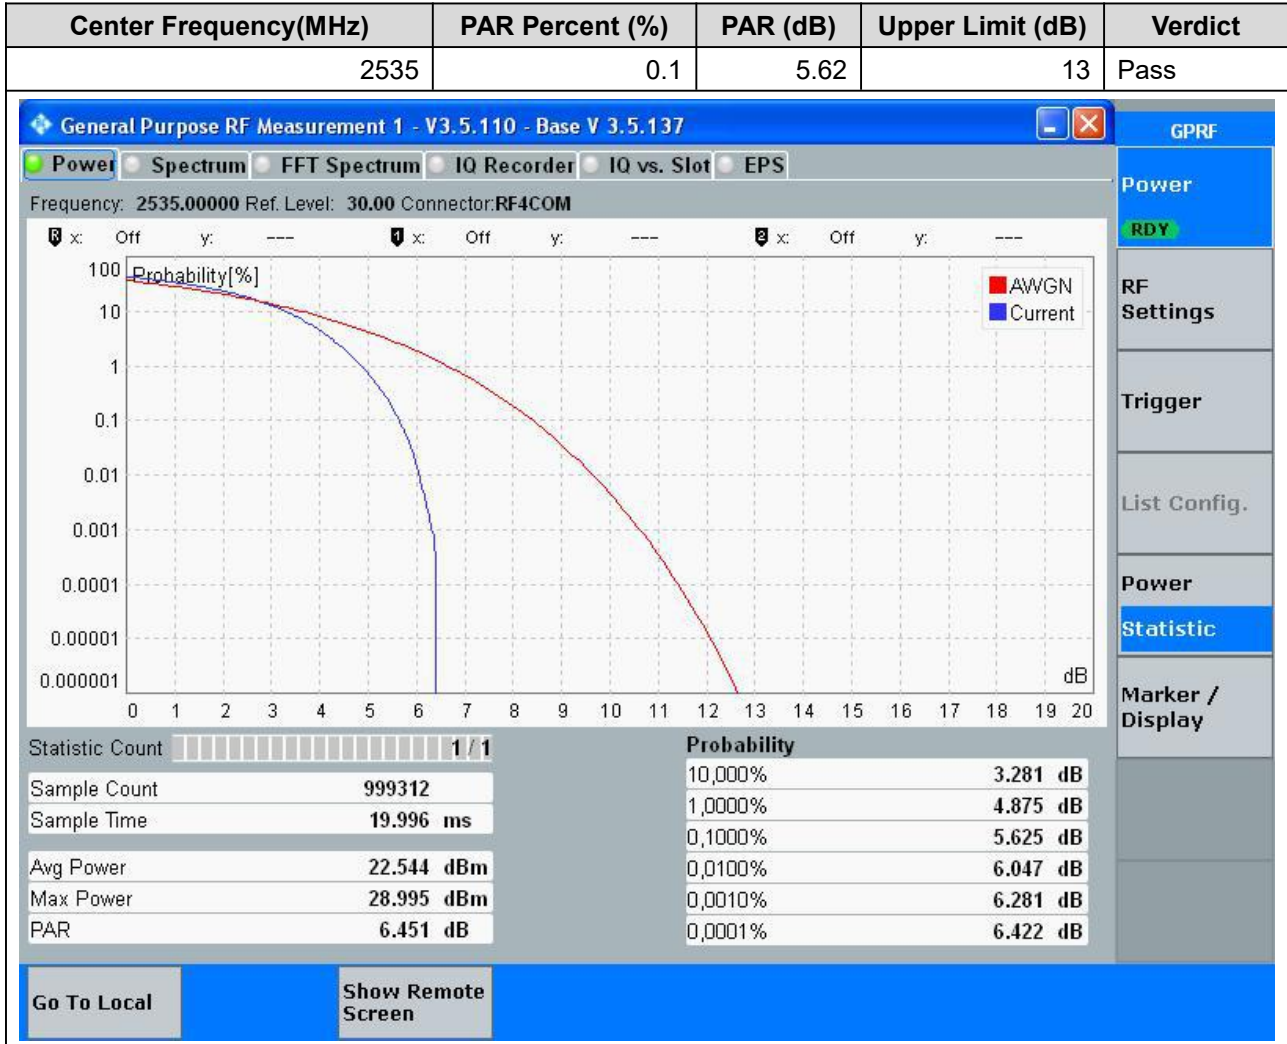 Center Frequency(MHz) PAR Percent (%) PAR (dB) Upper Limit (dB) Verdict
2535 0.1 5.62 13 Pass
General Purpose RF Measurement 1 - V3.5.110 - Base V 3.5.137
GPRF
Power Spectrum FFT Spectrum IQ Recorder IQ vs. Slot EPS
Power
RDY
Frequency: 2535.00000 Ref. Level: 30.00 Connector:RF4COM
R x: Off y: --- 1 x: Off y: --- 2 x: Off y: ---
Probability[%]
AWGN
Current
100
10
1
0.1
0.01
0.001
0.0001
0.00001
0.000001
dB
0 1 2 3 4 5 6 7 8 9 10 11 12 13 14 15 16 17 18 19 20
RF
Settings
Trigger
List Config.
Power
Statistic
Marker /
Display
Statistic Count 1 / 1
Sample Count 999312
Sample Time 19.996 ms
Avg Power 22.544 dBm
Max Power 28.995 dBm
PAR 6.451 dB
Probability
10,000% 3.281 dB
1,0000% 4.875 dB
0,1000% 5.625 dB
0,0100% 6.047 dB
0,0010% 6.281 dB
0,0001% 6.422 dB
Go To Local
Show Remote
Screen